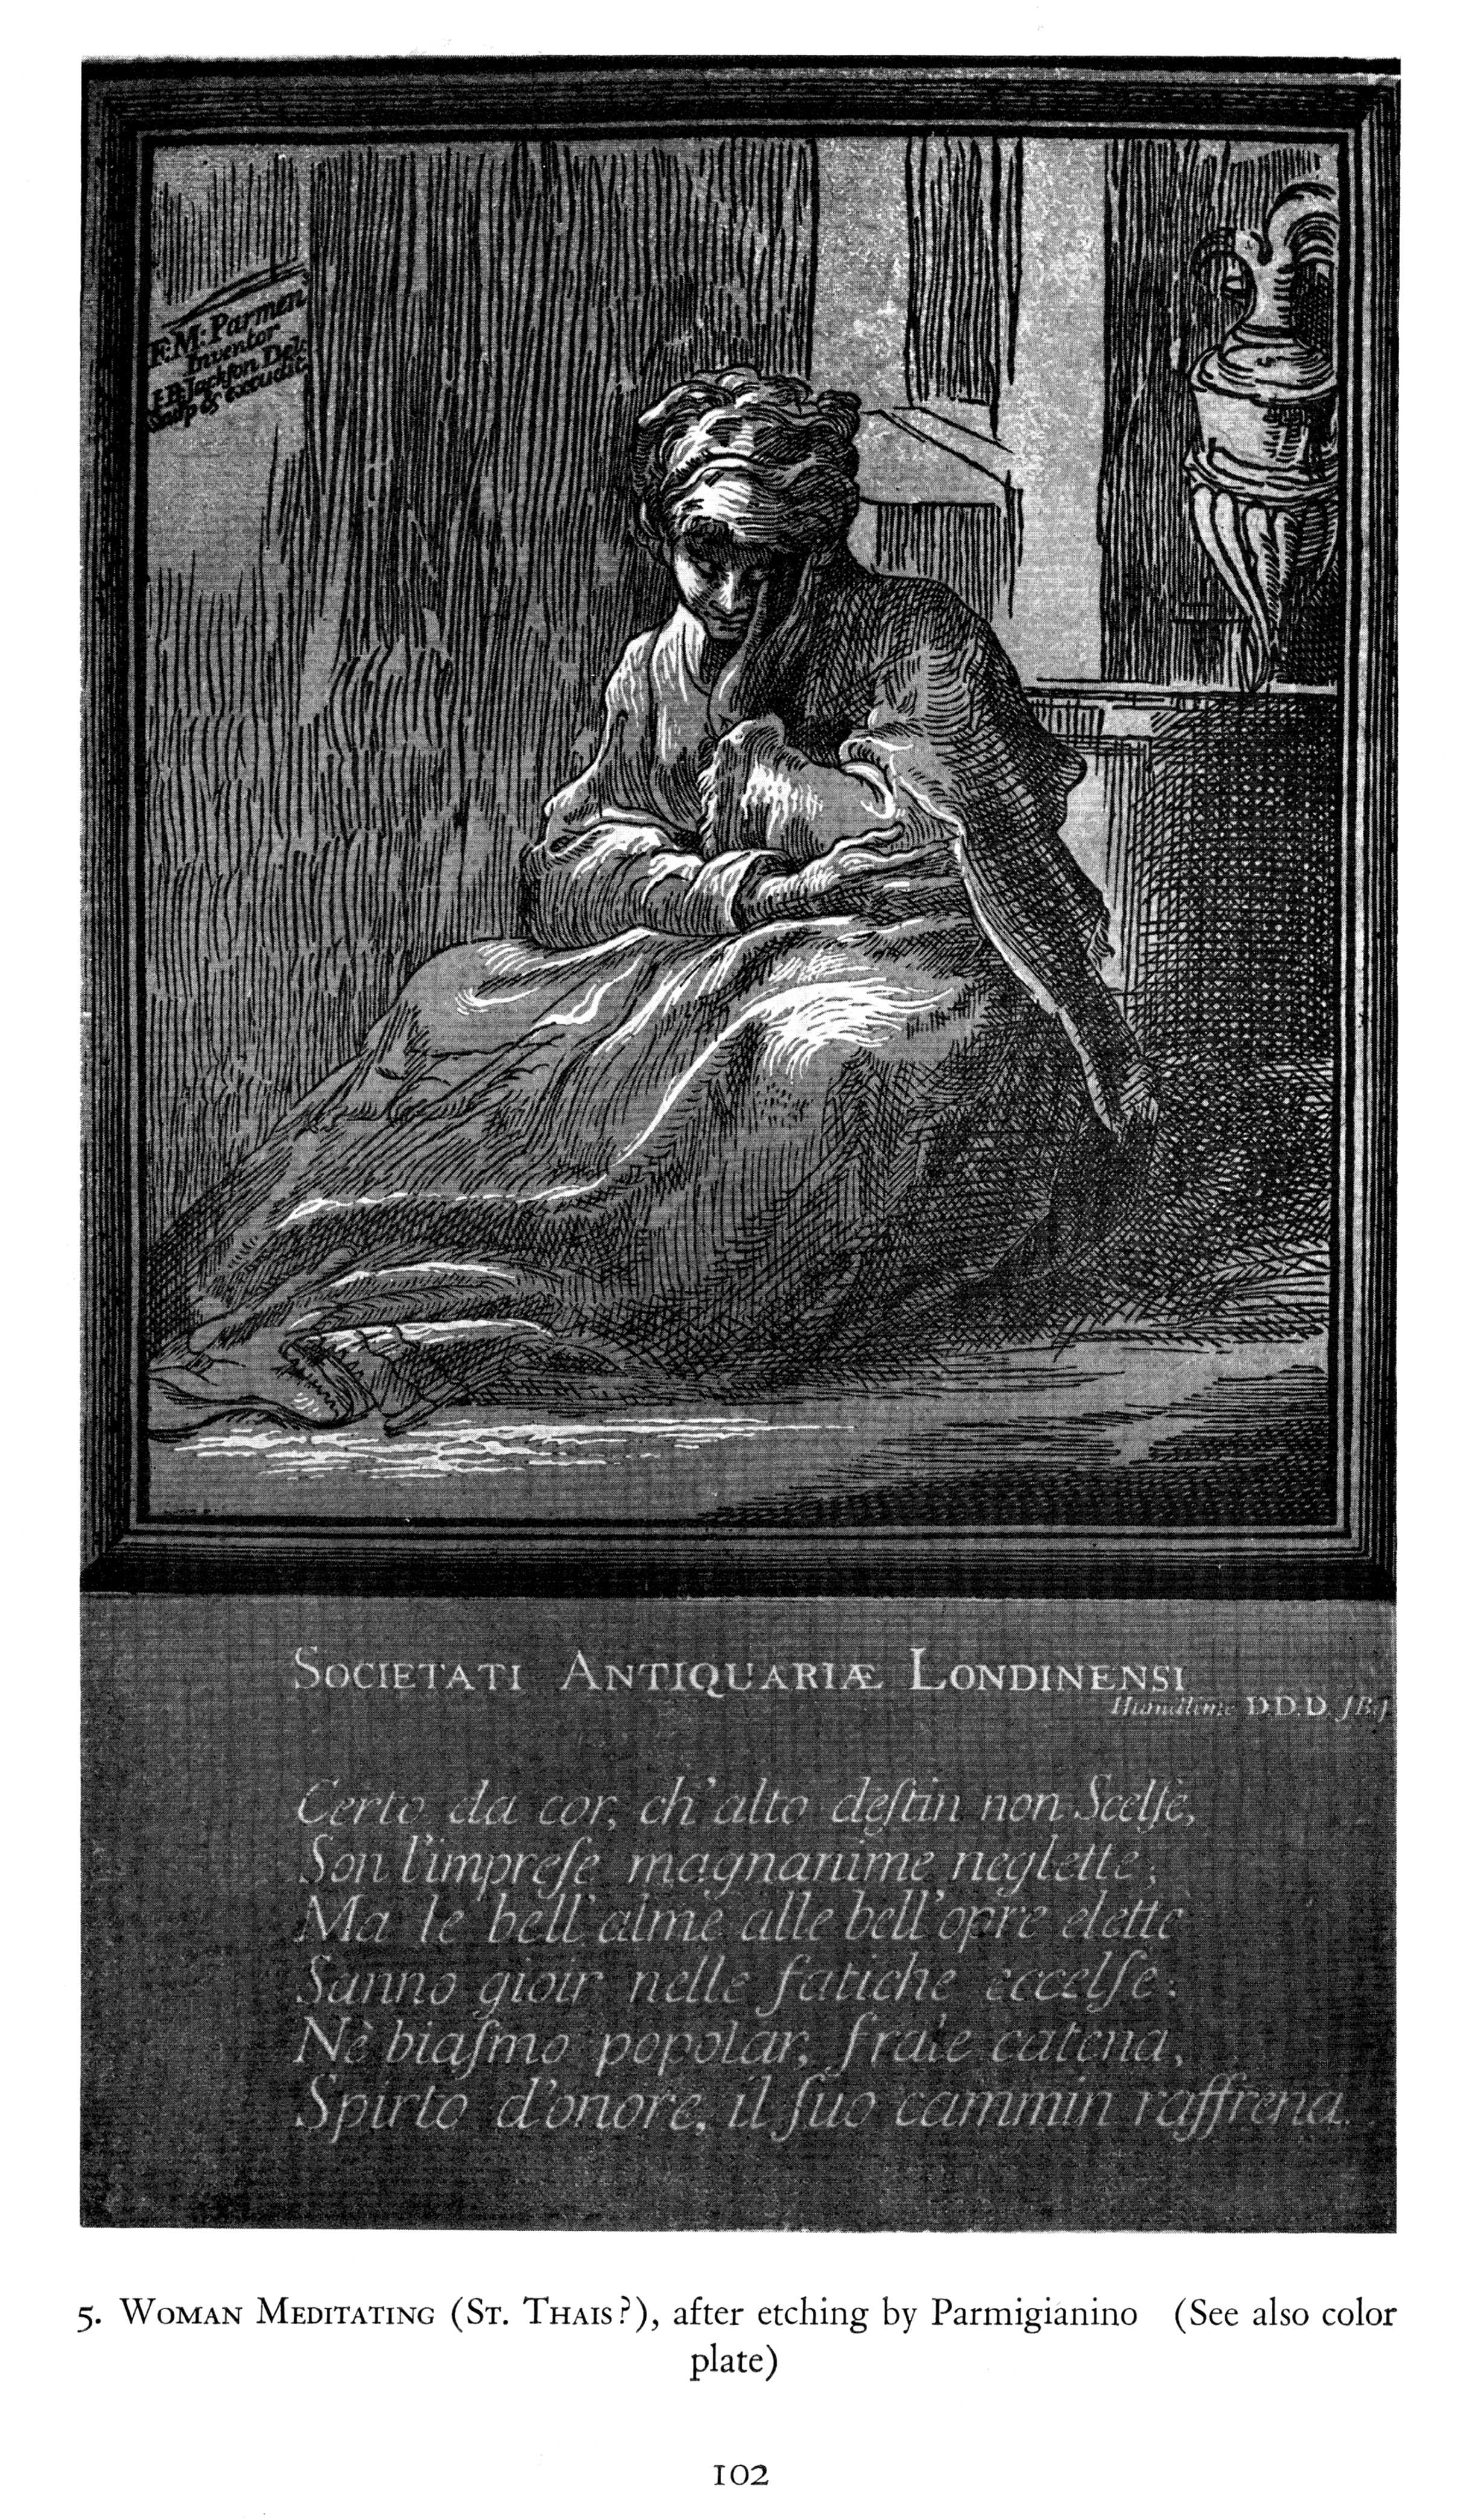 F:M:Parmen
Inventor
J.B.Jackſon Del:
Sculp & excudit
SOCIETATI ANTIQUARIÆ LONDINENSI
Humillime D.D.D. J B J
Certo da cor, ch'alto deſtin non Scelſe,
Son l'impreſe magnanime neglette;
Ma le bell'alme alle bell'opre elette
Sanno gioir nelle fatiche eccelſe:
Nè biaſmo popolar, frale catena,
Spirto d'onore, il ſuo cammin raffrena.
5. WOMAN MEDITATING (ST. THAIS?), after etching by Parmigianino (See also color
plate)
102